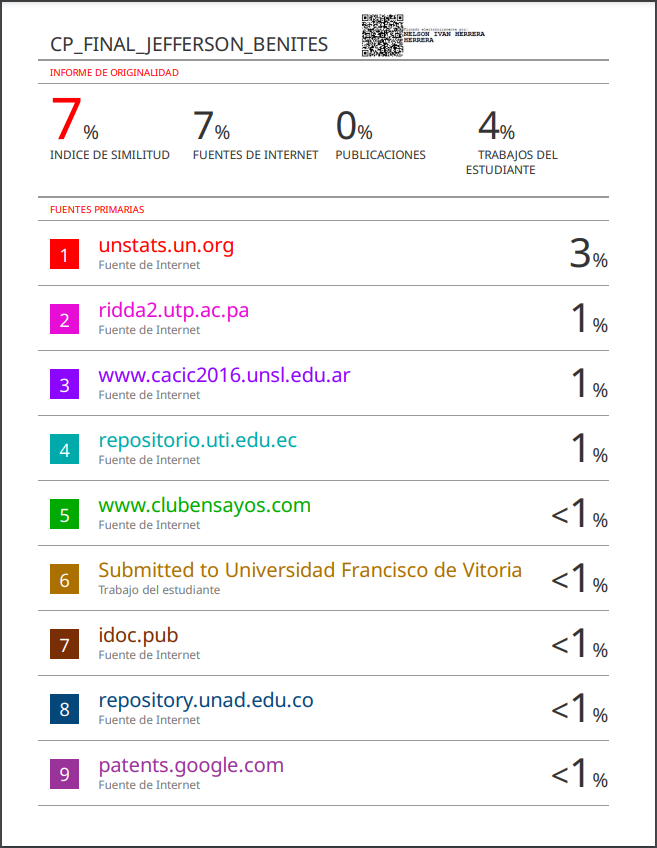 CP_FINAL_JEFFERSON_BENITES
NELSON IVAN HERRERA
HERRERA
INFORME DE ORIGINALIDAD
7%
7%
0%
4%
INDICE DE SIMILITUD
FUENTES DE INTERNET
PUBLICACIONES
TRABAJOS DEL
ESTUDIANTE
FUENTES PRIMARIAS
1
unstats.un.org
Fuente de Internet
3%
2
ridda2.utp.ac.pa
Fuente de Internet
1%
3
www.cacic2016.unsl.edu.ar
Fuente de Internet
1%
4
repositorio.uti.edu.ec
Fuente de Internet
1%
5
www.clubensayos.com
Fuente de Internet
<1%
6
Submitted to Universidad Francisco de Vitoria
Trabajo del estudiante
<1%
7
idoc.pub
Fuente de Internet
<1%
8
repository.unad.edu.co
Fuente de Internet
<1%
9
patents.google.com
Fuente de Internet
<1%